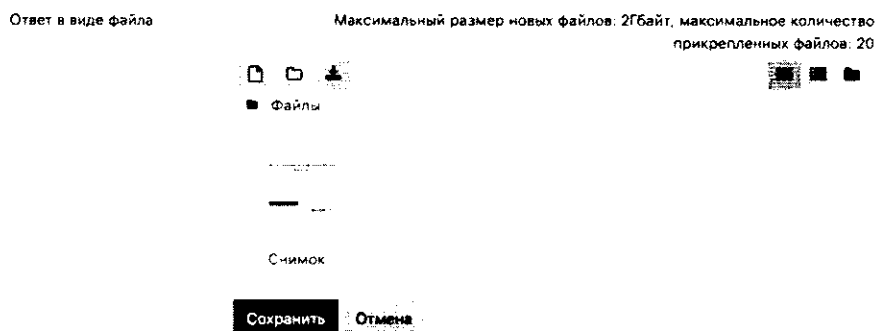 Ответ в виде файла
Максимальный размер новых файлов: 2Гбайт, максимальное количество
прикрепленных файлов: 20
Файлы
Снимок
Сохранить Отмена